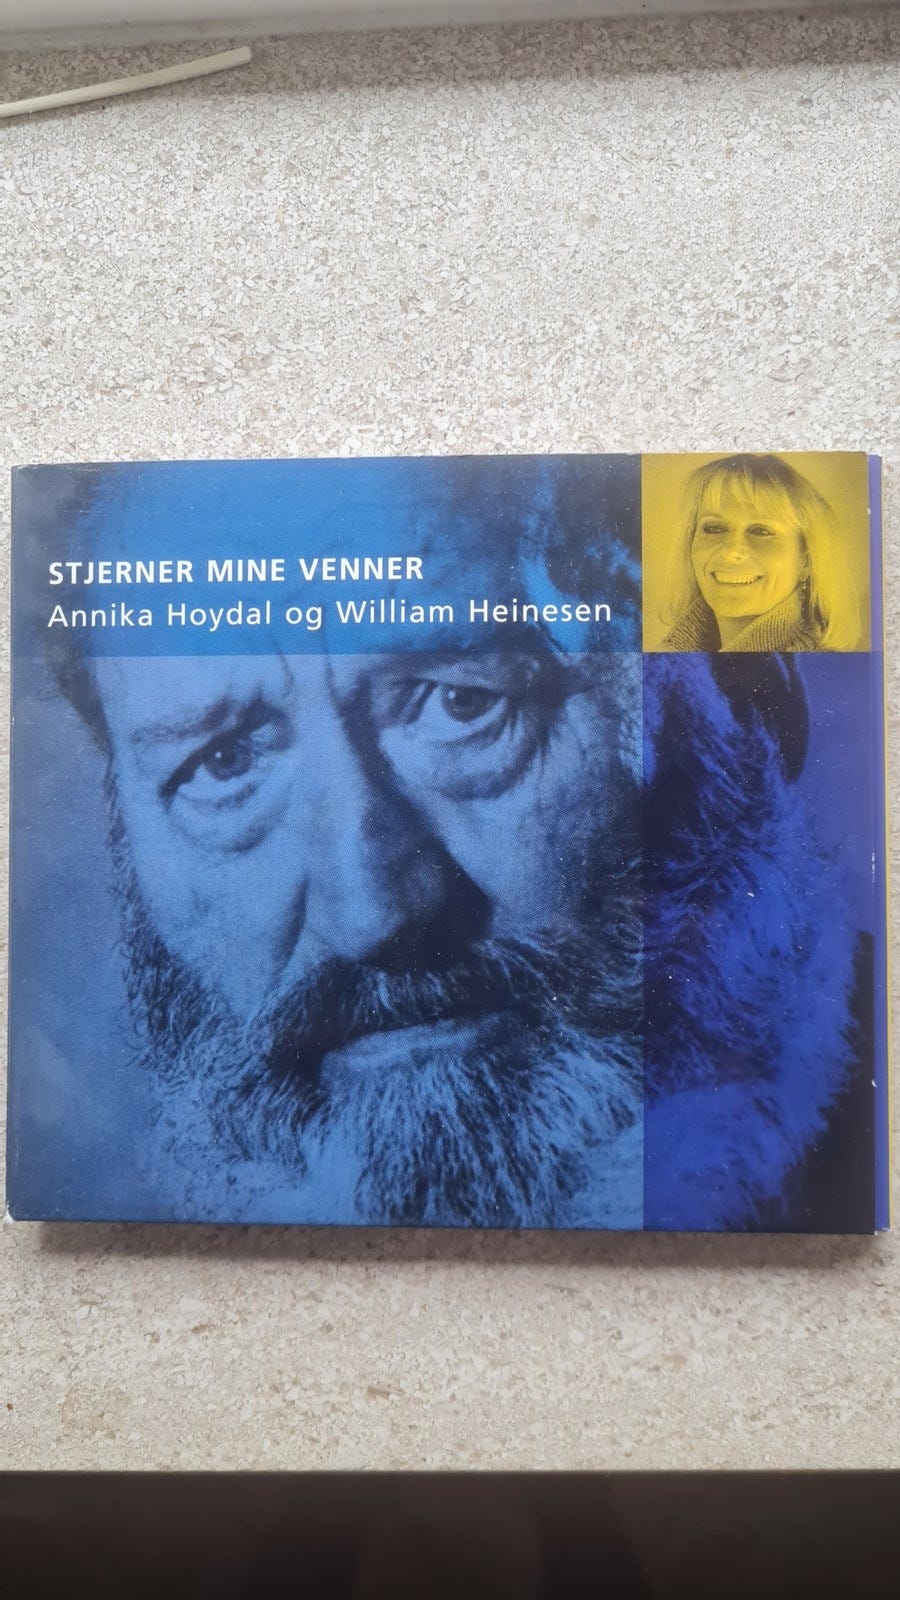 STJERNER MINE VENNER
Annika Hoydal og William Heinesen